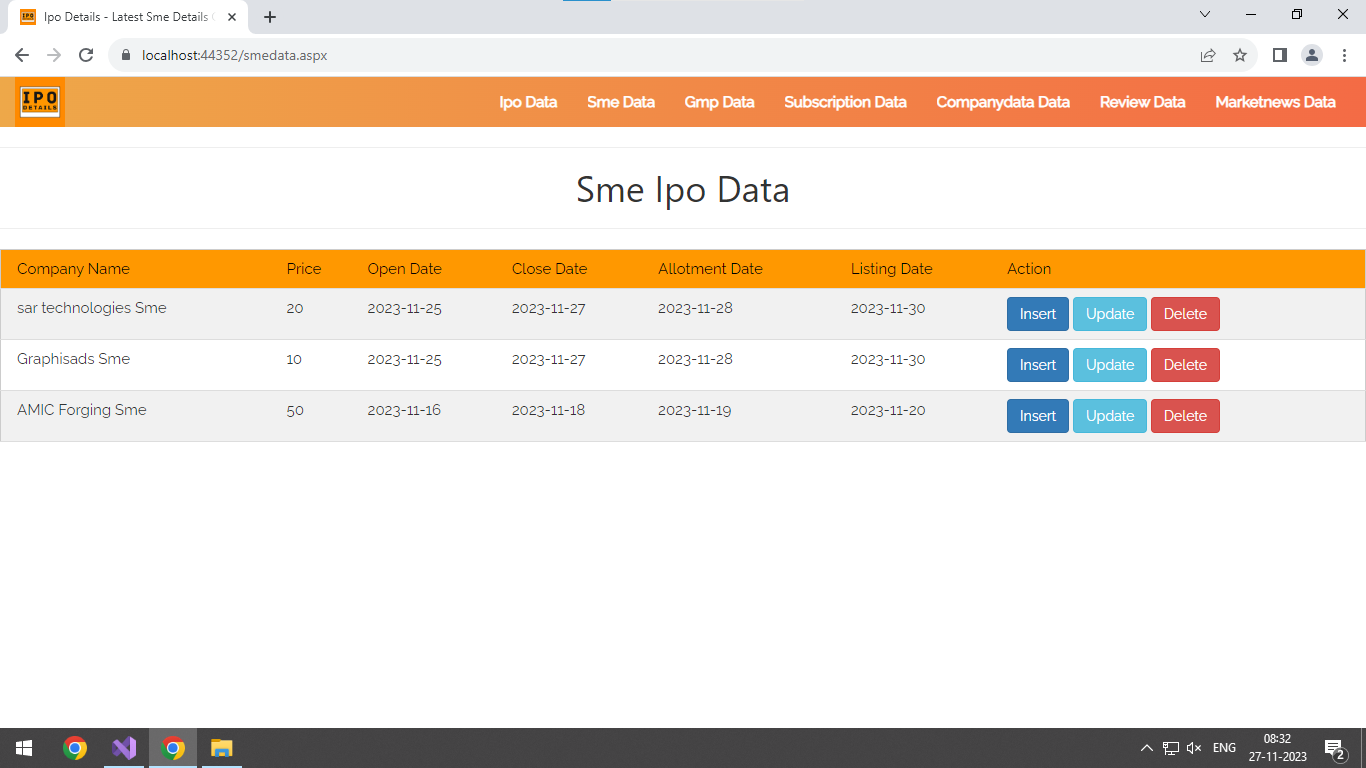 Ipo Details - Latest Sme Details
localhost:44352/smedata.aspx
IPO
DETAILS
Ipo Data Sme Data Gmp Data Subscription Data Companydata Data Review Data Marketnews Data
Sme Ipo Data
Company Name Price Open Date Close Date Allotment Date Listing Date Action
sar technologies Sme 20 2023-11-25 2023-11-27 2023-11-28 2023-11-30 Insert Update Delete
Graphisads Sme 10 2023-11-25 2023-11-27 2023-11-28 2023-11-30 Insert Update Delete
AMIC Forging Sme 50 2023-11-16 2023-11-18 2023-11-19 2023-11-20 Insert Update Delete
ENG
08:32
27-11-2023
2